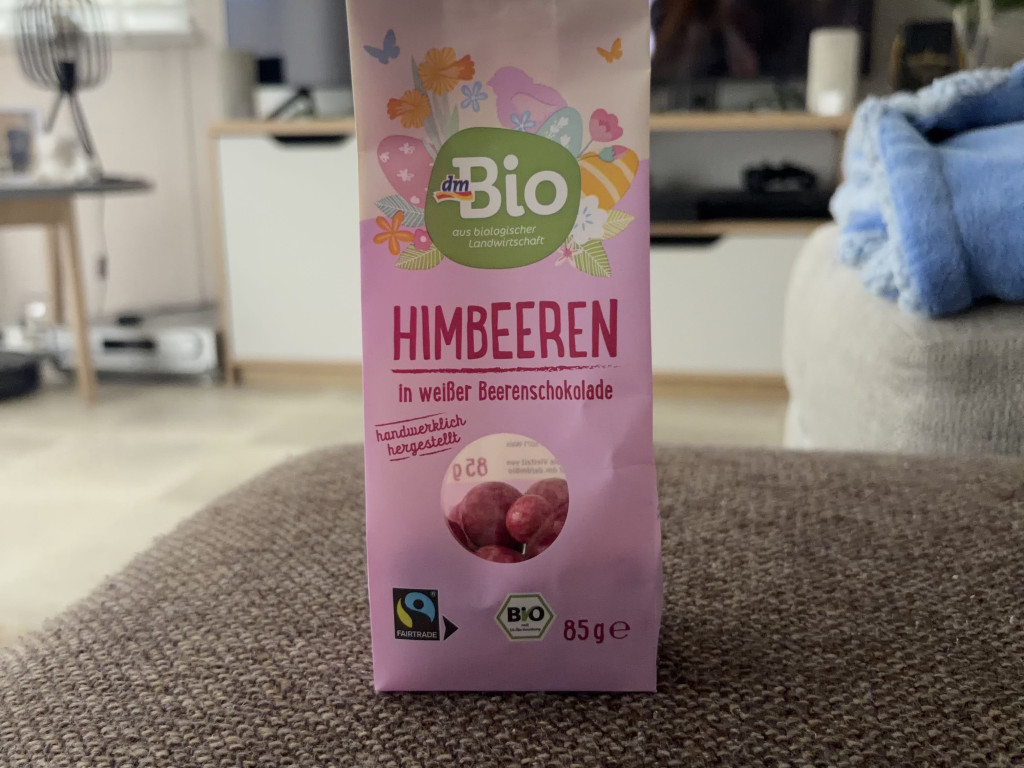 dm
Bio
aus biologischer
Landwirtschaft
HIMBEEREN
in weißer Beerenschokolade
handwerklich
hergestellt
85 g
FAIRTRADE
BIO
85 g ℮